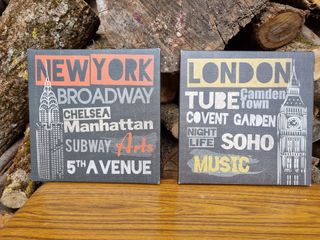 NEW YORK
BROADWAY
CHELSEA
Manhattan
SUBWAY Arts
5TH AVENUE
LONDON
TUBE Camden Town
COVENT GARDEN
NIGHT LIFE SOHO
MUSIC